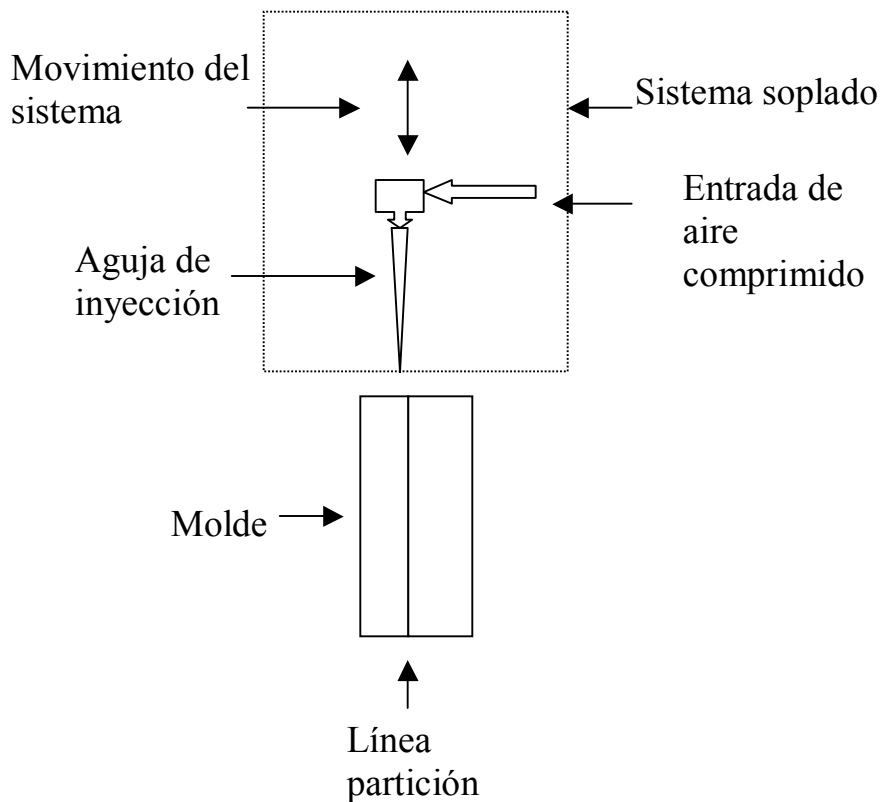 Movimiento del
sistema
Sistema soplado
Entrada de
aire
comprimido
Aguja de
inyección
Molde
Línea
partición